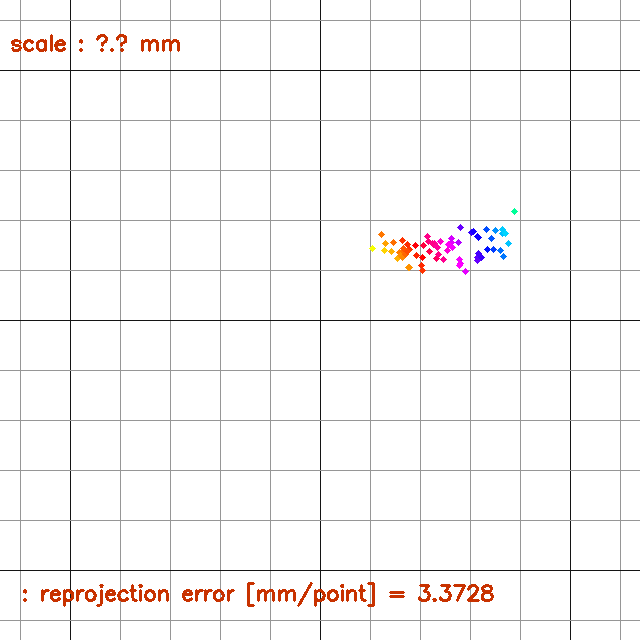 scale : ?.? mm
: reprojection error [mm/point] = 3.3728